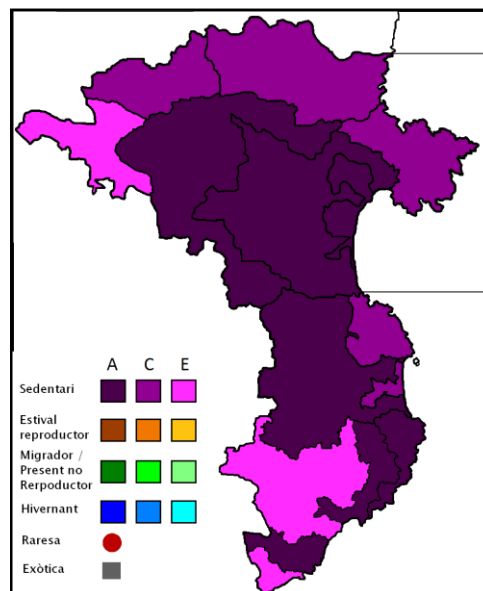 A C E
Sedentari
Estival
reproductor
Migrador /
Present no
Rerpoductor
Hivernant
Raresa
Exòtica